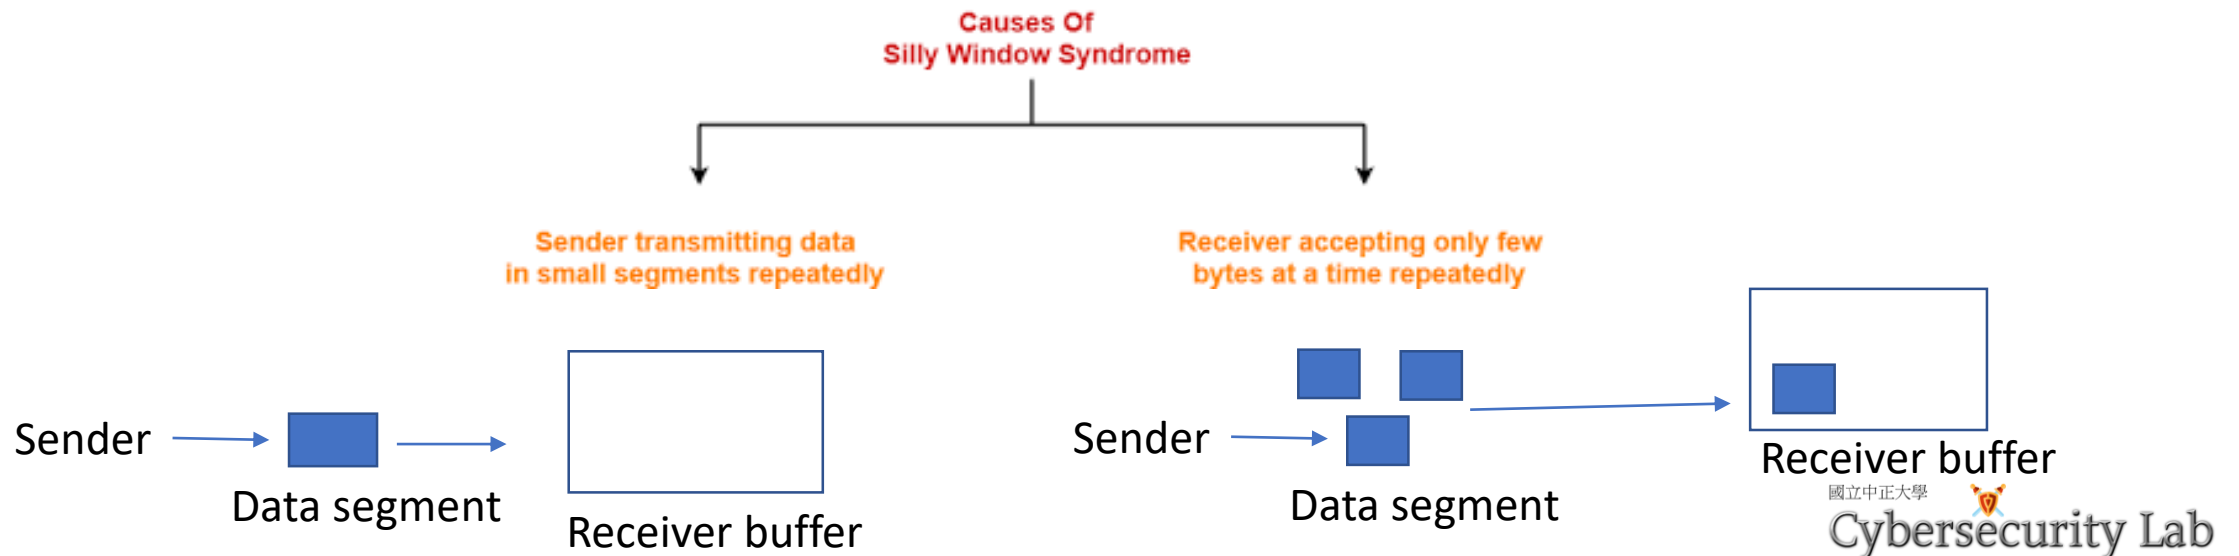 Causes Of
Silly Window Syndrome
Sender transmitting data
in small segments repeatedly
Receiver accepting only few
bytes at a time repeatedly
Sender
Data segment
Receiver buffer
Sender
Data segment
Receiver buffer
國立中正大學
Cybersecurity Lab